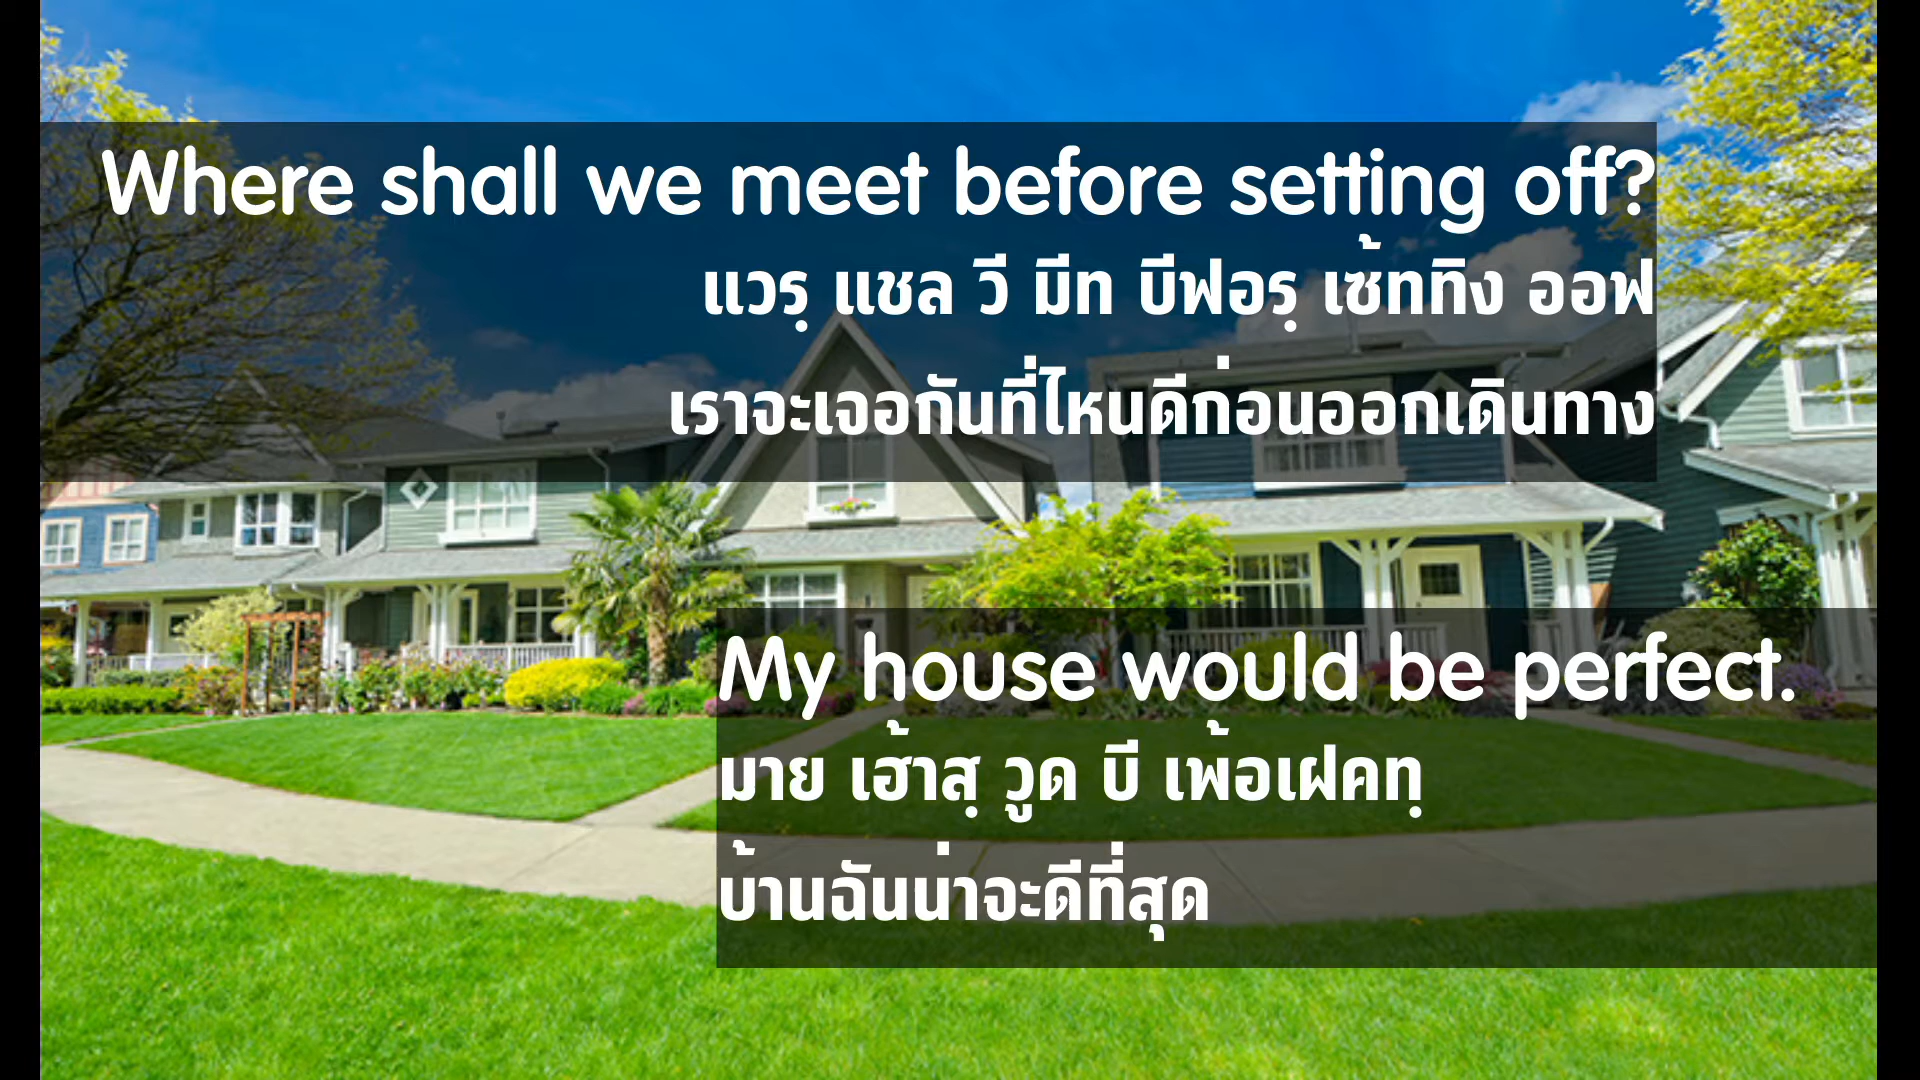 Where shall we meet before setting off?
แวรฺ แชล วี มีท บีฟอรฺ เซ้ททิง ออฟ
เราจะเจอกันที่ไหนดีก่อนออกเดินทาง
My house would be perfect.
มาย เฮ้าสฺ วูด บี เพ้อเฝคทฺ
บ้านฉันน่าจะดีที่สุด